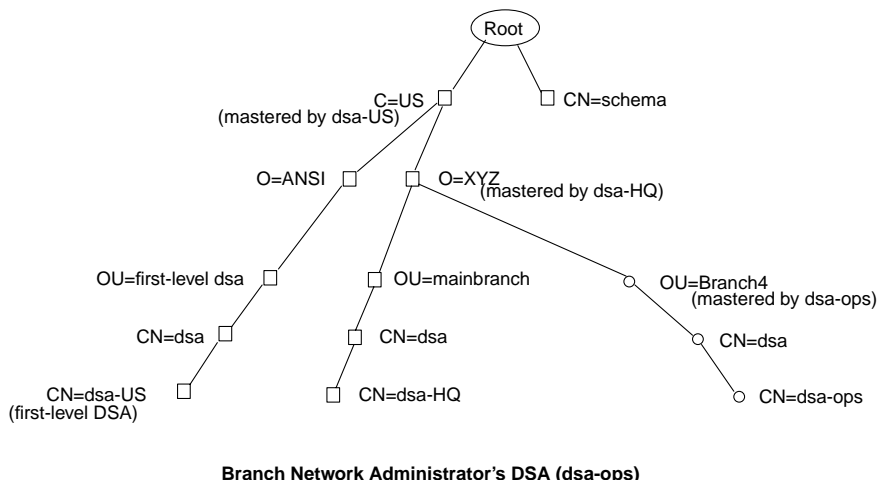 Root
C=US
(mastered by dsa-US)
CN=schema
O=ANSI
O=XYZ
(mastered by dsa-HQ)
OU=first-level dsa
OU=mainbranch
OU=Branch4
(mastered by dsa-ops)
CN=dsa
CN=dsa
CN=dsa
CN=dsa-US
(first-level DSA)
CN=dsa-HQ
CN=dsa-ops
Branch Network Administrator's DSA (dsa-ops)